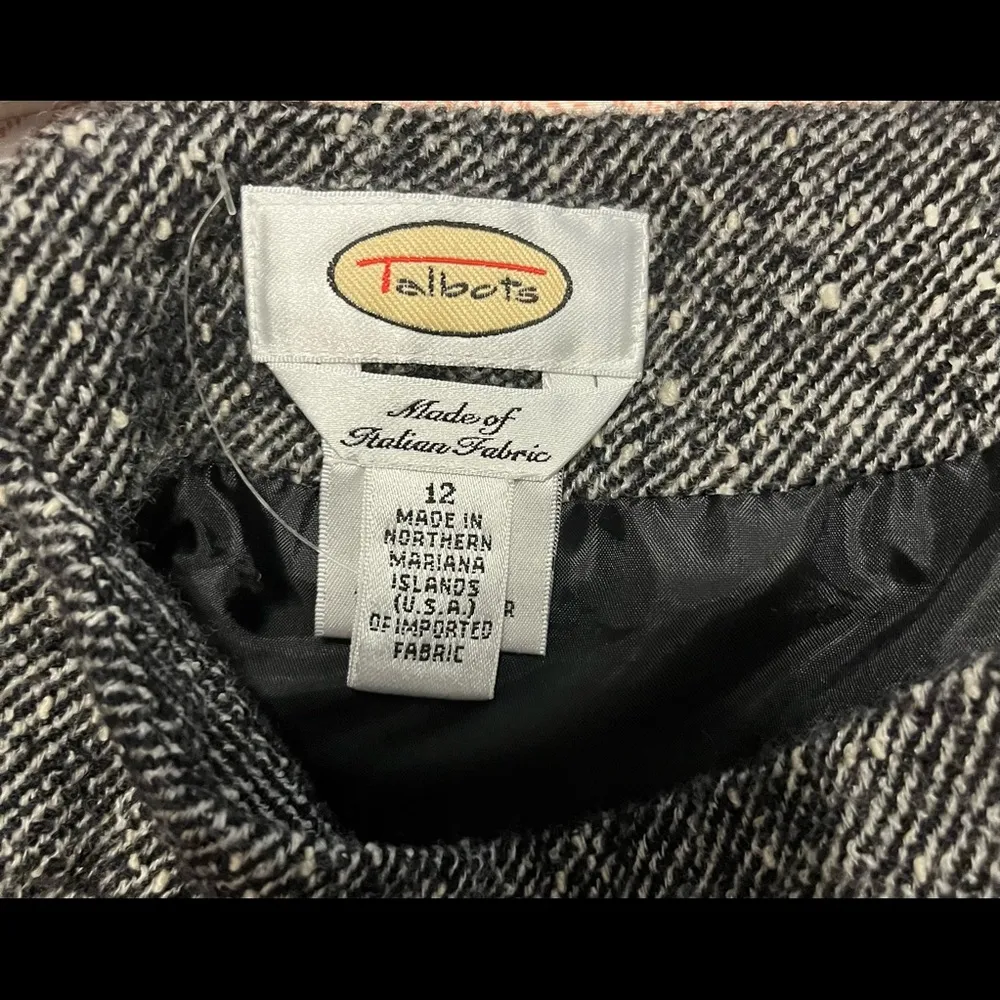 Talbots
Made of
Italian Fabric
12
MADE IN
NORTHERN
MARIANA
ISLANDS
(U.S.A.)
OF IMPORTED
FABRIC
R